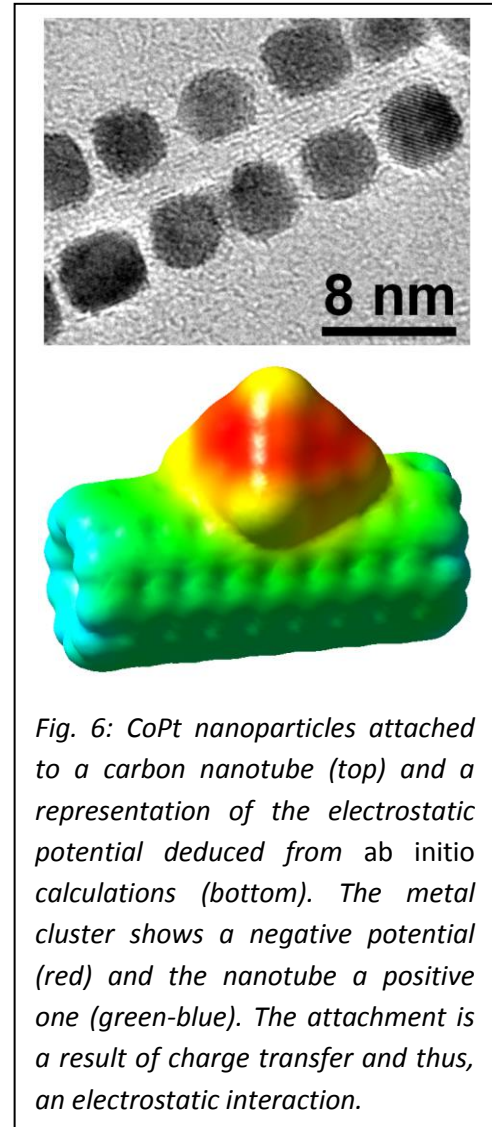 8 nm
Fig. 6: CoPt nanoparticles attached
to a carbon nanotube (top) and a
representation of the electrostatic
potential deduced from ab initio
calculations (bottom). The metal
cluster shows a negative potential
(red) and the nanotube a positive
one (green-blue). The attachment is
a result of charge transfer and thus,
an electrostatic interaction.